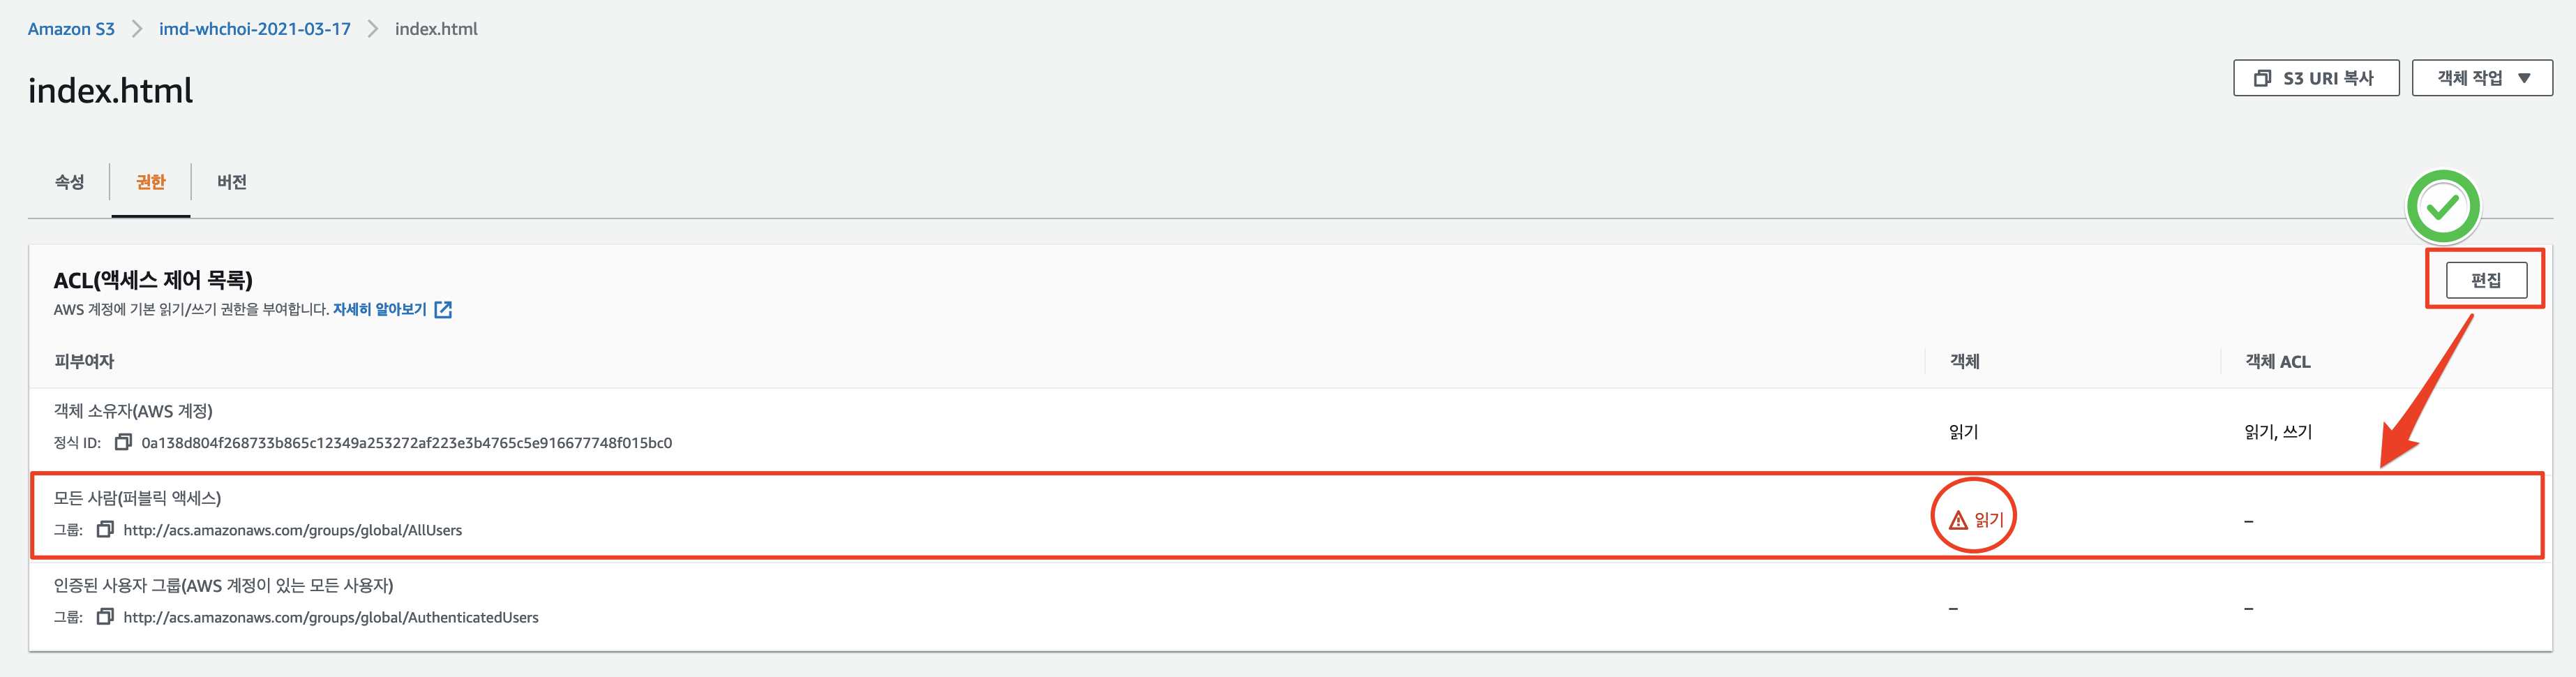 Amazon S3 > imd-whchoi-2021-03-17 > index.html
index.html
S3 URI 복사
객체 작업 ▼
속성 권한 버전
ACL(액세스 제어 목록)
편집
AWS 계정에 기본 읽기/쓰기 권한을 부여합니다. 자세히 알아보기
피부여자 객체 객체 ACL
객체 소유자(AWS 계정)
정식 ID: 0a138d804f268733b865c12349a253272af223e3b4765c5e916677748f015bc0
읽기 읽기, 쓰기
모든 사람(퍼블릭 액세스)
그룹: http://acs.amazonaws.com/groups/global/AllUsers
읽기 –
인증된 사용자 그룹(AWS 계정이 있는 모든 사용자)
그룹: http://acs.amazonaws.com/groups/global/AuthenticatedUsers
– –